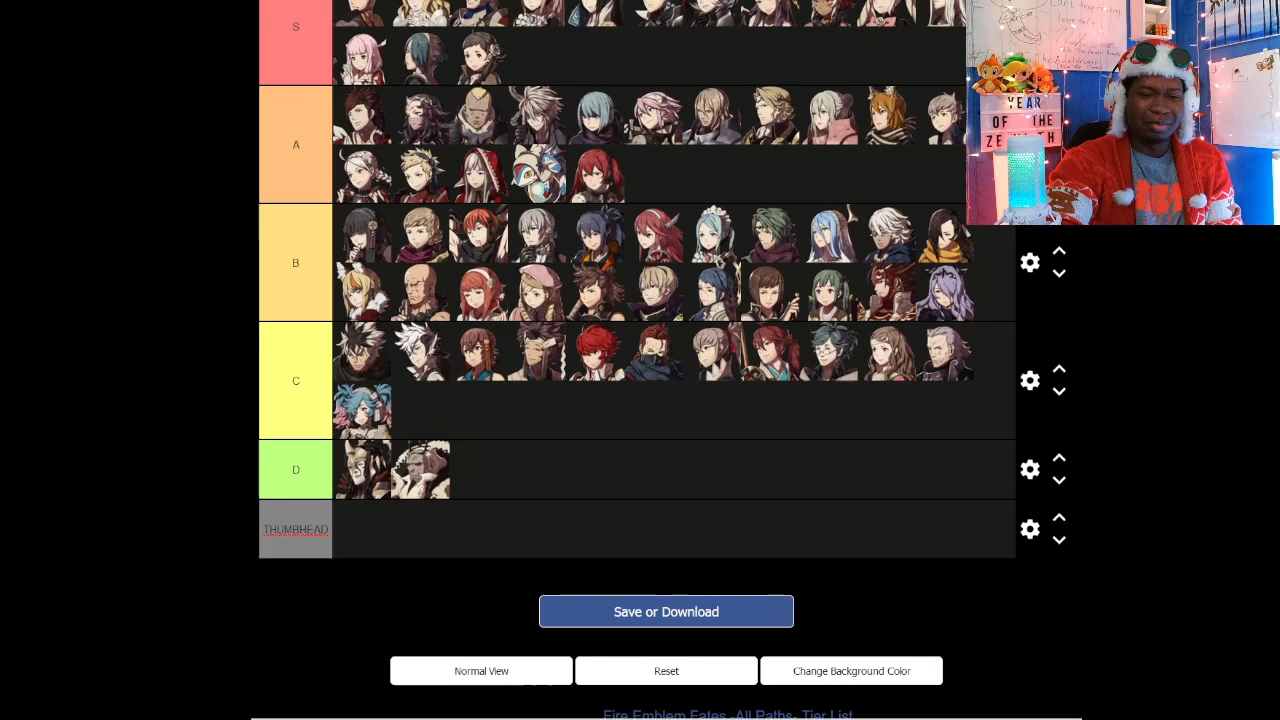 S
YEAR
OF THE
ZENITH
A
B
C
D
THUMBHEAD
Save or Download
Normal View
Reset
Change Background Color
Fire Emblem Fates -All Paths- Tier List